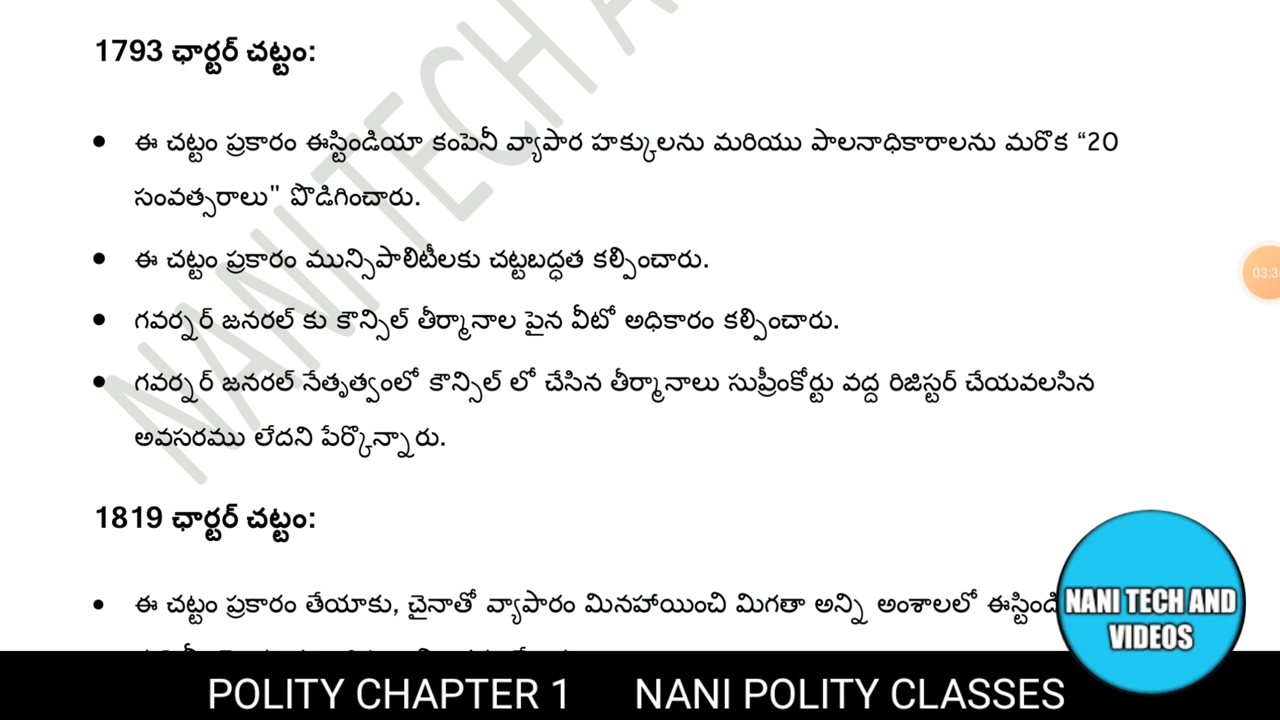 1793 ఛార్టర్ చట్టం:
ఈ చట్టం ప్రకారం ఈస్టిండియా కంపెనీ వ్యాపార హక్కులను మరియు పాలనాధికారాలను మరొక “20
సంవత్సరాలు" పొడిగించారు.
ఈ చట్టం ప్రకారం మున్సిపాలిటీలకు చట్టబద్ధత కల్పించారు.
గవర్నర్ జనరల్ కు కౌన్సిల్ తీర్మానాల పైన వీటో అధికారం కల్పించారు.
గవర్నర్ జనరల్ నేతృత్వంలో కౌన్సిల్ లో చేసిన తీర్మానాలు సుప్రీంకోర్టు వద్ద రిజిస్టర్ చేయవలసిన
అవసరము లేదని పేర్కొన్నారు.
1819 ఛార్టర్ చట్టం:
ఈ చట్టం ప్రకారం తేయాకు, చైనాతో వ్యాపారం మినహాయించి మిగతా అన్ని అంశాలలో
NANI TECH
NANI TECH AND
VIDEOS
POLITY CHAPTER 1 NANI POLITY CLASSES